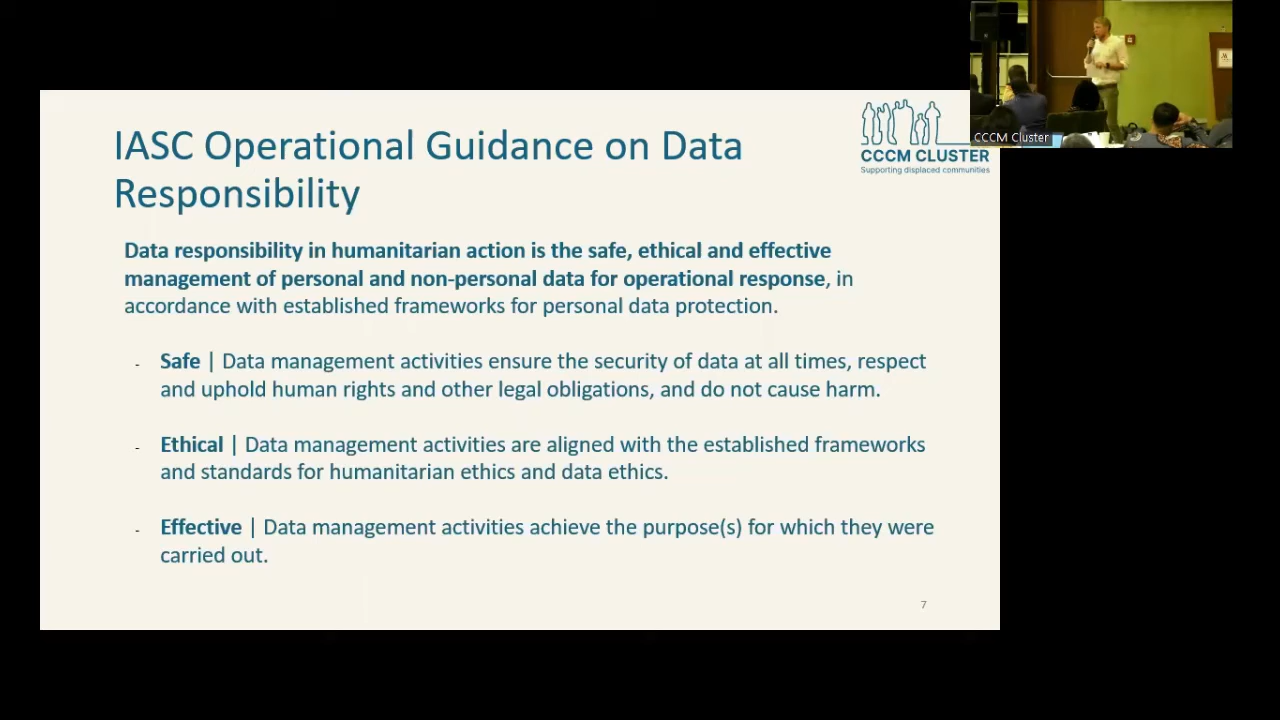 IASC Operational Guidance on Data
Responsibility
CCCM CLUSTER
Supporting displaced communities
CCCM Cluster
Data responsibility in humanitarian action is the safe, ethical and effective
management of personal and non-personal data for operational response, in
accordance with established frameworks for personal data protection.
- Safe | Data management activities ensure the security of data at all times, respect
and uphold human rights and other legal obligations, and do not cause harm.
- Ethical | Data management activities are aligned with the established frameworks
and standards for humanitarian ethics and data ethics.
- Effective | Data management activities achieve the purpose(s) for which they were
carried out.
7